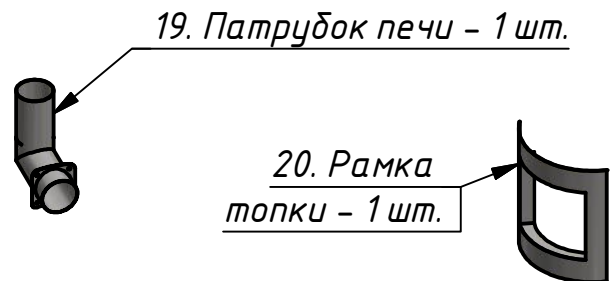 19. Патрубок печи - 1 шт.
20. Рамка
топки - 1 шт.